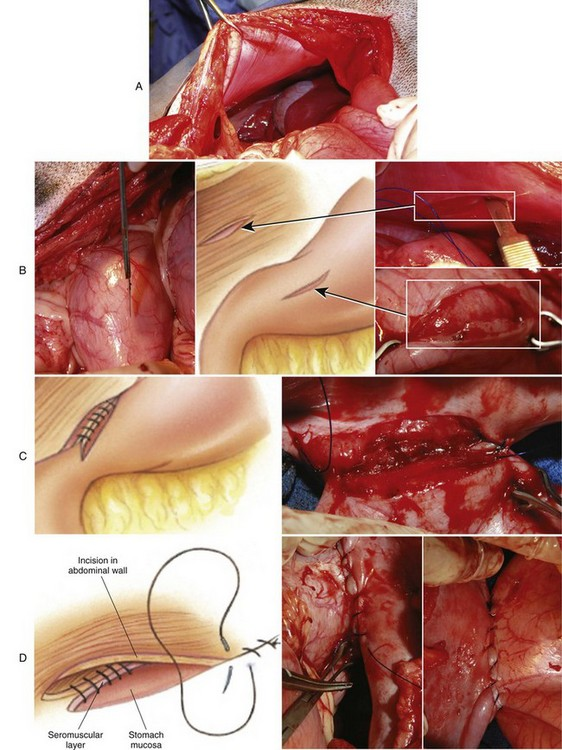 A
B
C
Incision in
abdominal wall
D
Seromuscular
layer
Stomach
mucosa